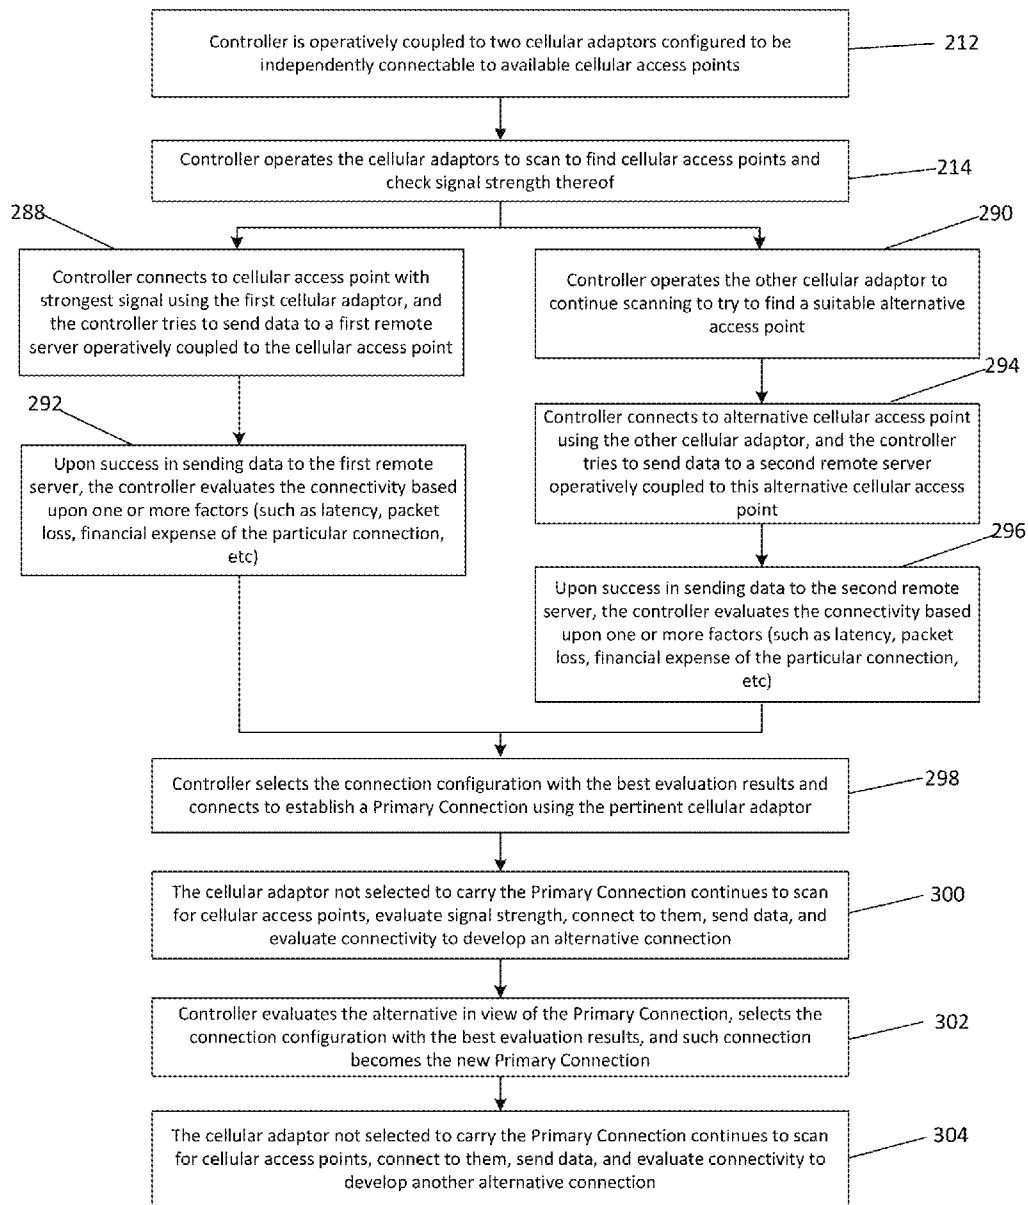 Controller is operatively coupled to two cellular adaptors configured to be
independently connectable to available cellular access points
212
Controller operates the cellular adaptors to scan to find cellular access points and
check signal strength thereof
214
288
Controller connects to cellular access point with
strongest signal using the first cellular adaptor, and
the controller tries to send data to a first remote
server operatively coupled to the cellular access point
290
Controller operates the other cellular adaptor to
continue scanning to try to find a suitable alternative
access point
292
Upon success in sending data to the first remote
server, the controller evaluates the connectivity based
upon one or more factors (such as latency, packet
loss, financial expense of the particular connection,
etc)
294
Controller connects to alternative cellular access point
using the other cellular adaptor, and the controller
tries to send data to a second remote server
operatively coupled to this alternative cellular access
point
296
Upon success in sending data to the second remote
server, the controller evaluates the connectivity based
upon one or more factors (such as latency, packet
loss, financial expense of the particular connection,
etc)
Controller selects the connection configuration with the best evaluation results and
connects to establish a Primary Connection using the pertinent cellular adaptor
298
The cellular adaptor not selected to carry the Primary Connection continues to scan
for cellular access points, evaluate signal strength, connect to them, send data, and
evaluate connectivity to develop an alternative connection
300
Controller evaluates the alternative in view of the Primary Connection, selects the
connection configuration with the best evaluation results, and such connection
becomes the new Primary Connection
302
The cellular adaptor not selected to carry the Primary Connection continues to scan
for cellular access points, connect to them, send data, and evaluate connectivity to
develop another alternative connection
304